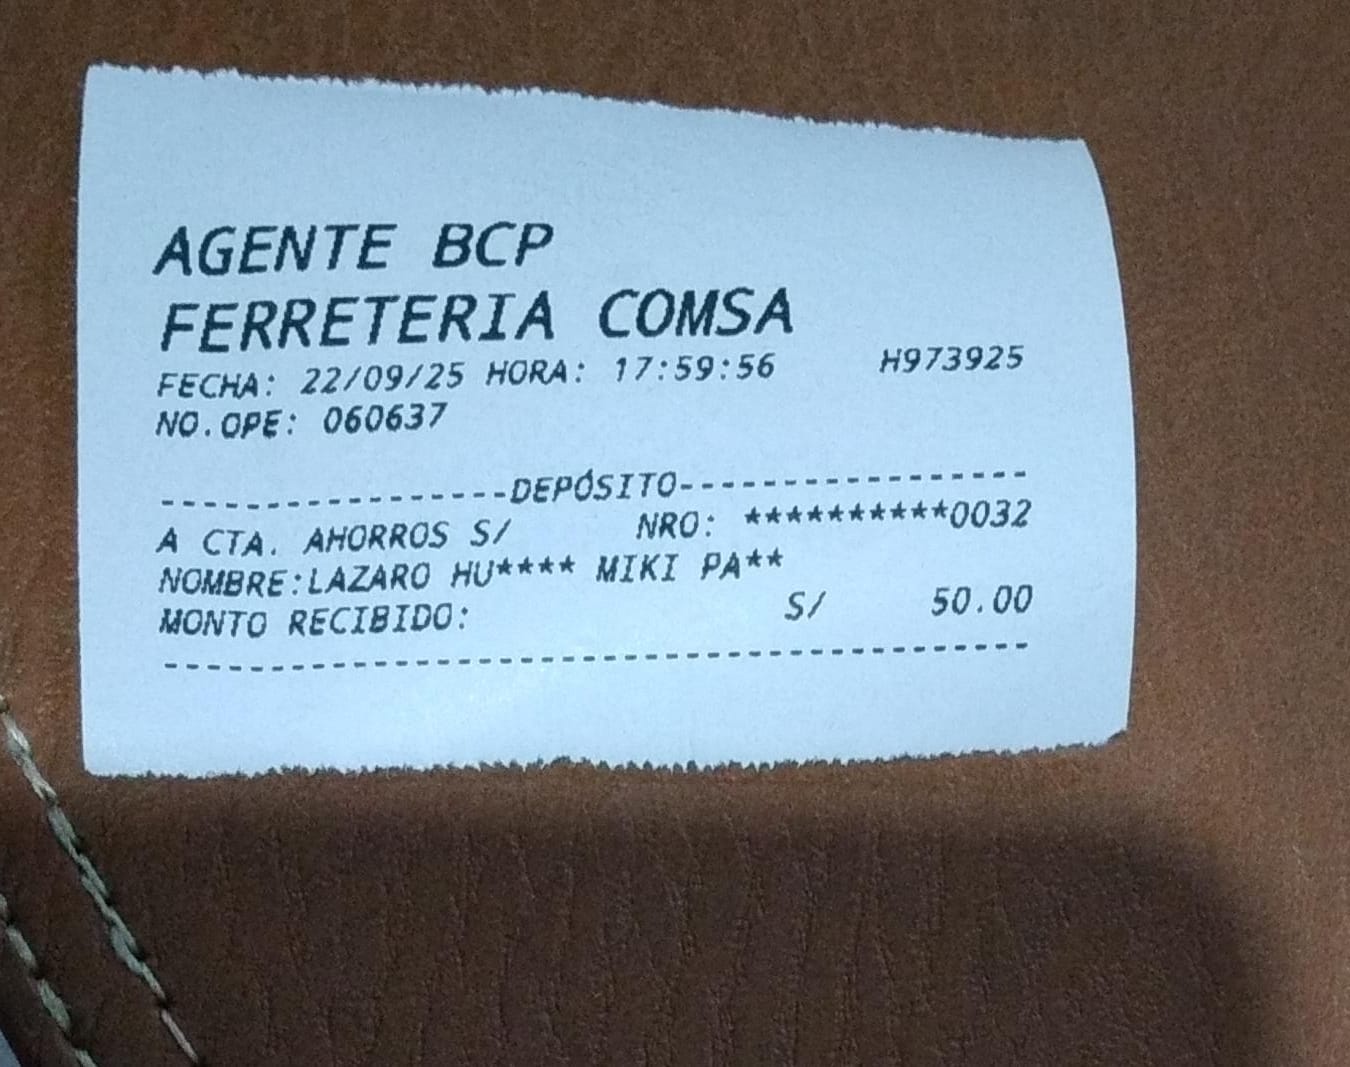 AGENTE BCP
FERRETERIA COMSA
FECHA: 22/09/25 HORA: 17:59:56 H973925
NO.OPE: 060637
-----------------DEPÓSITO-----------------
A CTA. AHORROS S/ NRO: **********0032
NOMBRE:LAZARO HU**** MIKI PA**
MONTO RECIBIDO: S/ 50.00
------------------------------------------------